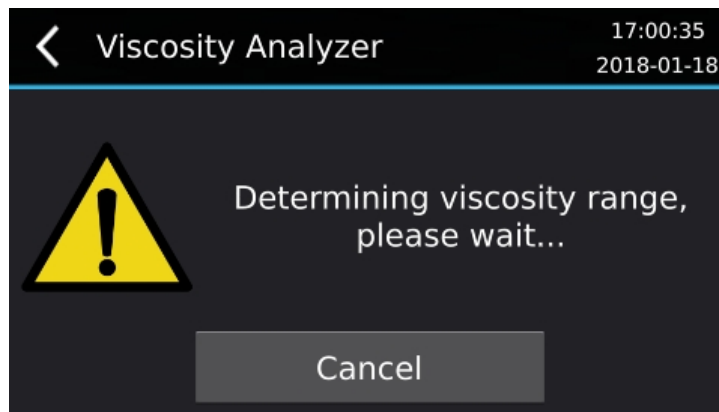 Viscosity Analyzer
17:00:35
2018-01-18
Determining viscosity range,
please wait...
Cancel